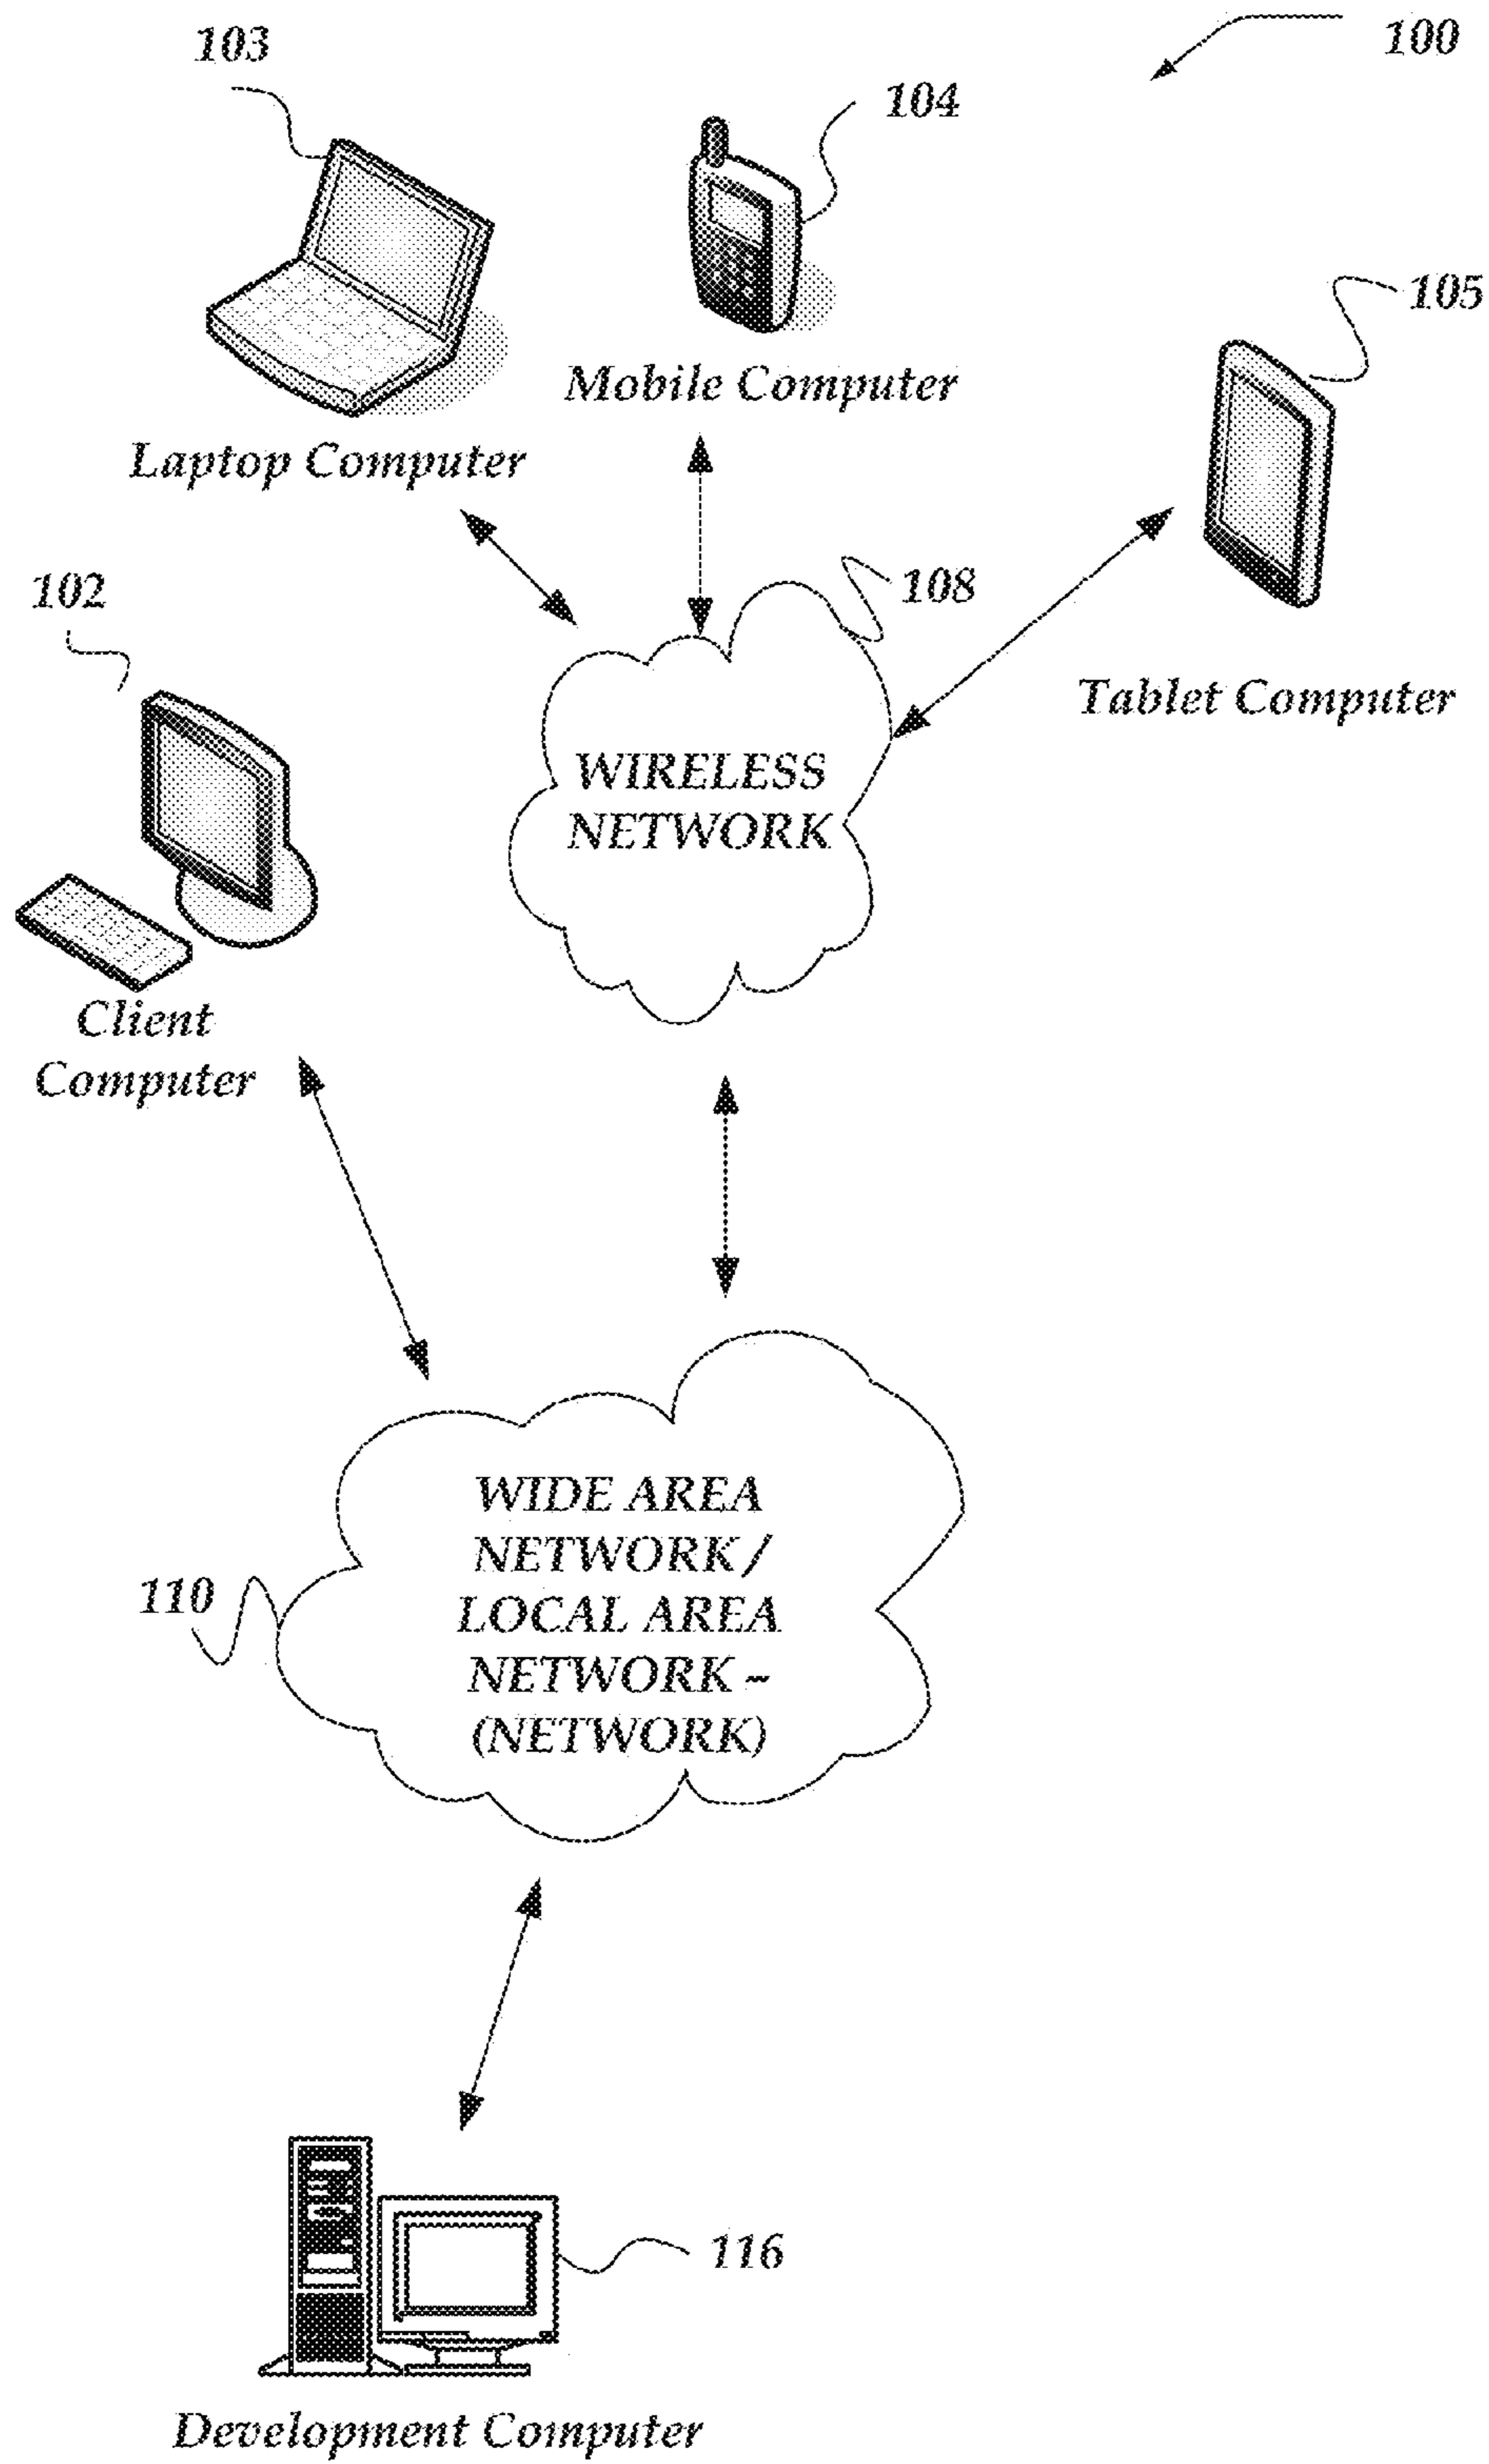 100
103
104
105
Mobile Computer
Laptop Computer
102
108
Tablet Computer
WIRELESS
NETWORK
Client
Computer
WIDE AREA
NETWORK /
LOCAL AREA
NETWORK –
(NETWORK)
110
116
Development Computer